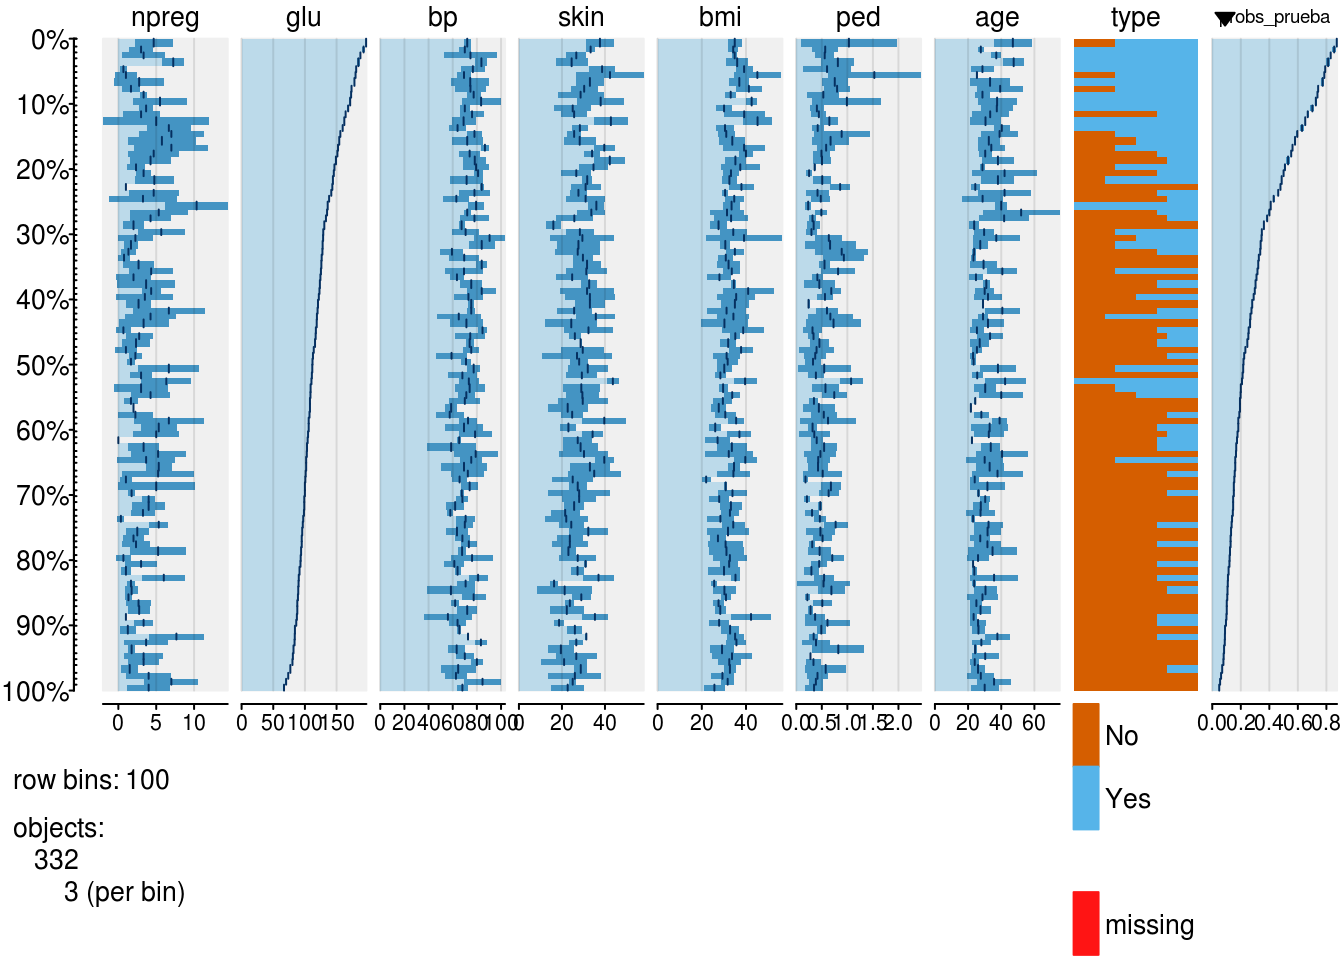 npreg glu bp skin bmi ped age type probs_prueba
0%
10%
20%
30%
40%
50%
60%
70%
80%
90%
100%
0 5 10 0 50 100 150 0 20 40 60 80 100 0 20 40 0 20 40 0.0 0.5 1.0 1.5 2.0 0 20 40 60 0.0 0.2 0.4 0.6 0.8
No
Yes
missing
row bins: 100
objects:
332
3 (per bin)